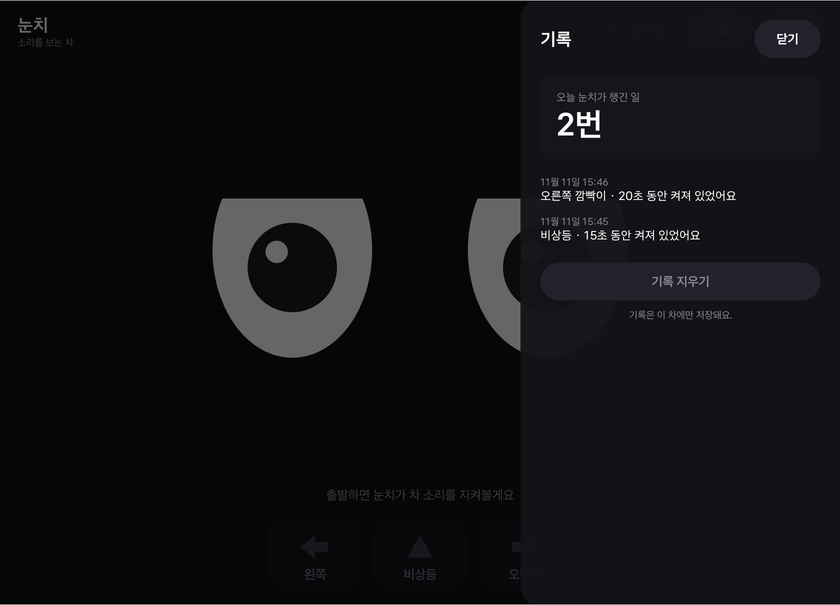 눈치
소리를 보는 차
기록
닫기
오늘 눈치가 챙긴 일
2번
11월 11일 15:46
오른쪽 깜빡이 · 20초 동안 켜져 있었어요
11월 11일 15:45
비상등 · 15초 동안 켜져 있었어요
기록 지우기
기록은 이 차에만 저장돼요.
출발하면 눈치가 차 소리를 지켜볼게요
왼쪽
비상등
오